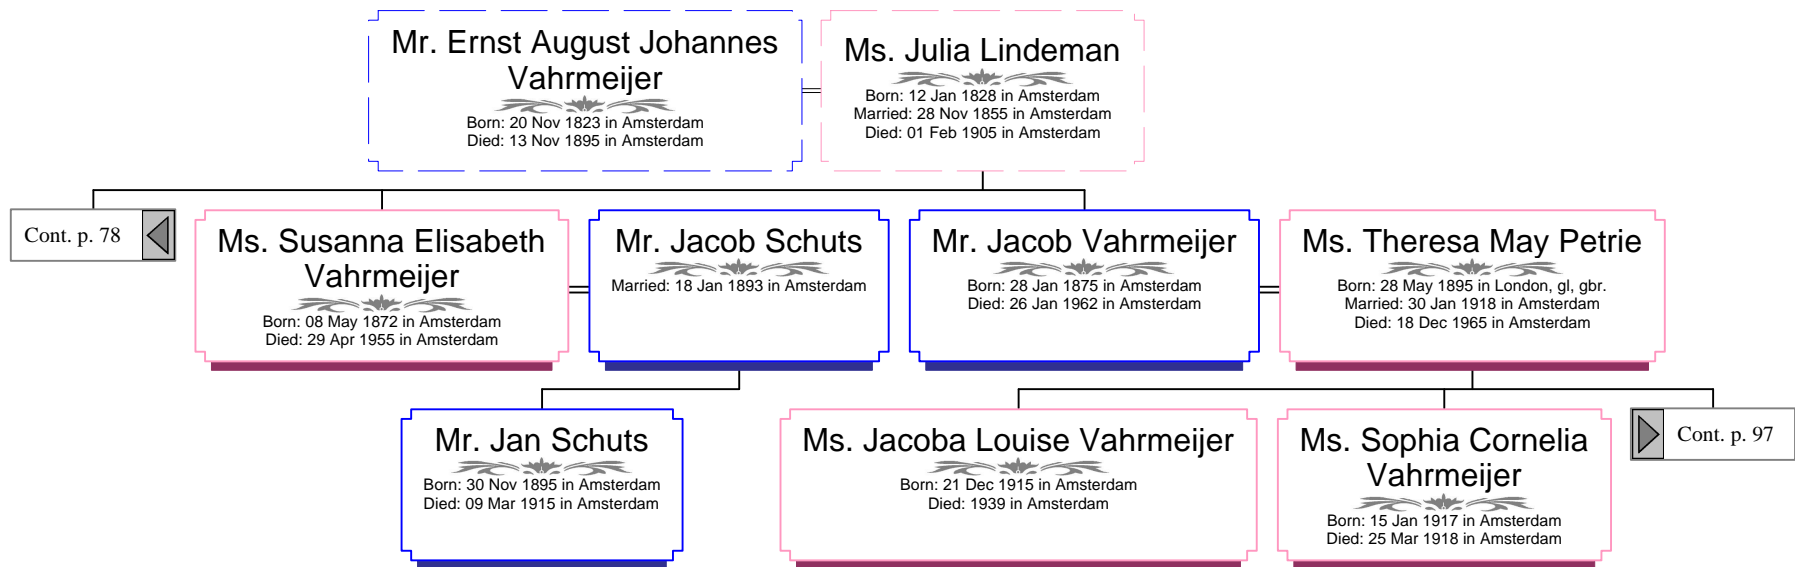 Mr. Ernst August Johannes
Vahrmeijer
Born: 20 Nov 1823 in Amsterdam
Died: 13 Nov 1895 in Amsterdam
Ms. Julia Lindeman
Born: 12 Jan 1828 in Amsterdam
Married: 28 Nov 1855 in Amsterdam
Died: 01 Feb 1905 in Amsterdam
Cont. p. 78
Ms. Susanna Elisabeth
Vahrmeijer
Born: 08 May 1872 in Amsterdam
Died: 29 Apr 1955 in Amsterdam
Mr. Jacob Schuts
Married: 18 Jan 1893 in Amsterdam
Mr. Jacob Vahrmeijer
Born: 28 Jan 1875 in Amsterdam
Died: 26 Jan 1962 in Amsterdam
Ms. Theresa May Petrie
Born: 28 May 1895 in London, gl, gbr.
Married: 30 Jan 1918 in Amsterdam
Died: 18 Dec 1965 in Amsterdam
Mr. Jan Schuts
Born: 30 Nov 1895 in Amsterdam
Died: 09 Mar 1915 in Amsterdam
Ms. Jacoba Louise Vahrmeijer
Born: 21 Dec 1915 in Amsterdam
Died: 1939 in Amsterdam
Ms. Sophia Cornelia
Vahrmeijer
Born: 15 Jan 1917 in Amsterdam
Died: 25 Mar 1918 in Amsterdam
Cont. p. 97